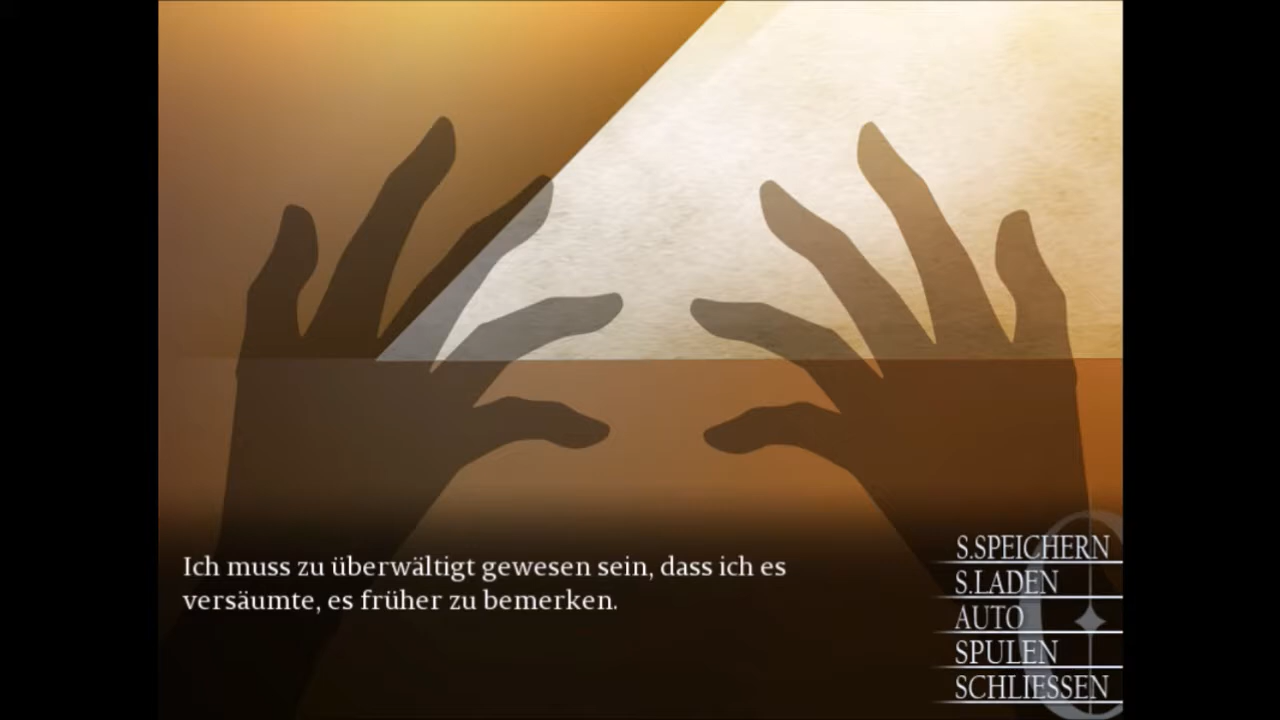 Ich muss zu überwältigt gewesen sein, dass ich es
versäumte, es früher zu bemerken.
S.SPEICHERN
S.LADEN
AUTO
SPULEN
SCHLIESSEN